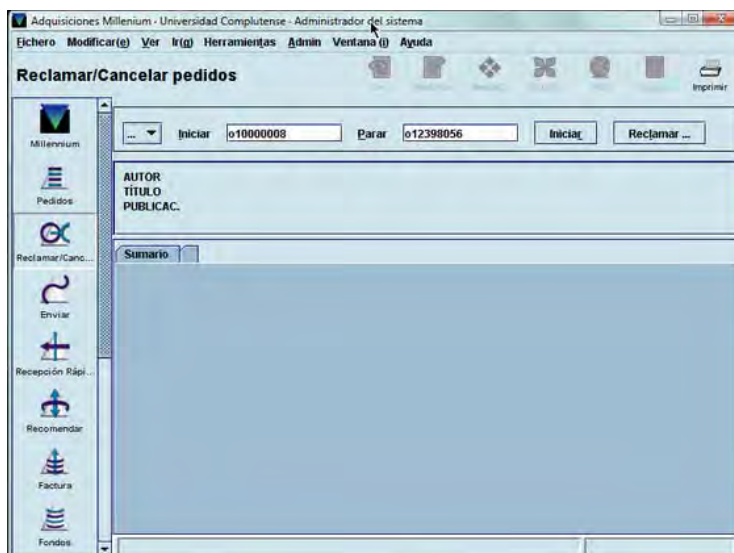 Adquisiciones Millenium - Universidad Complutense - Administrador del sistema
Fichero Modificar(e) Ver Ir(q) Herramientas Admin Ventana (i) Ayuda
Reclamar/Cancelar pedidos
Imprimir
... Iniciar o10000008 Parar o12398056 Iniciar Reclamar ...
AUTOR
TÍTULO
PUBLICAC.
Sumario
Millennium
Pedidos
Reclamar/Canc...
Enviar
Recepción Rápi...
Recomendar
Factura
Fondos